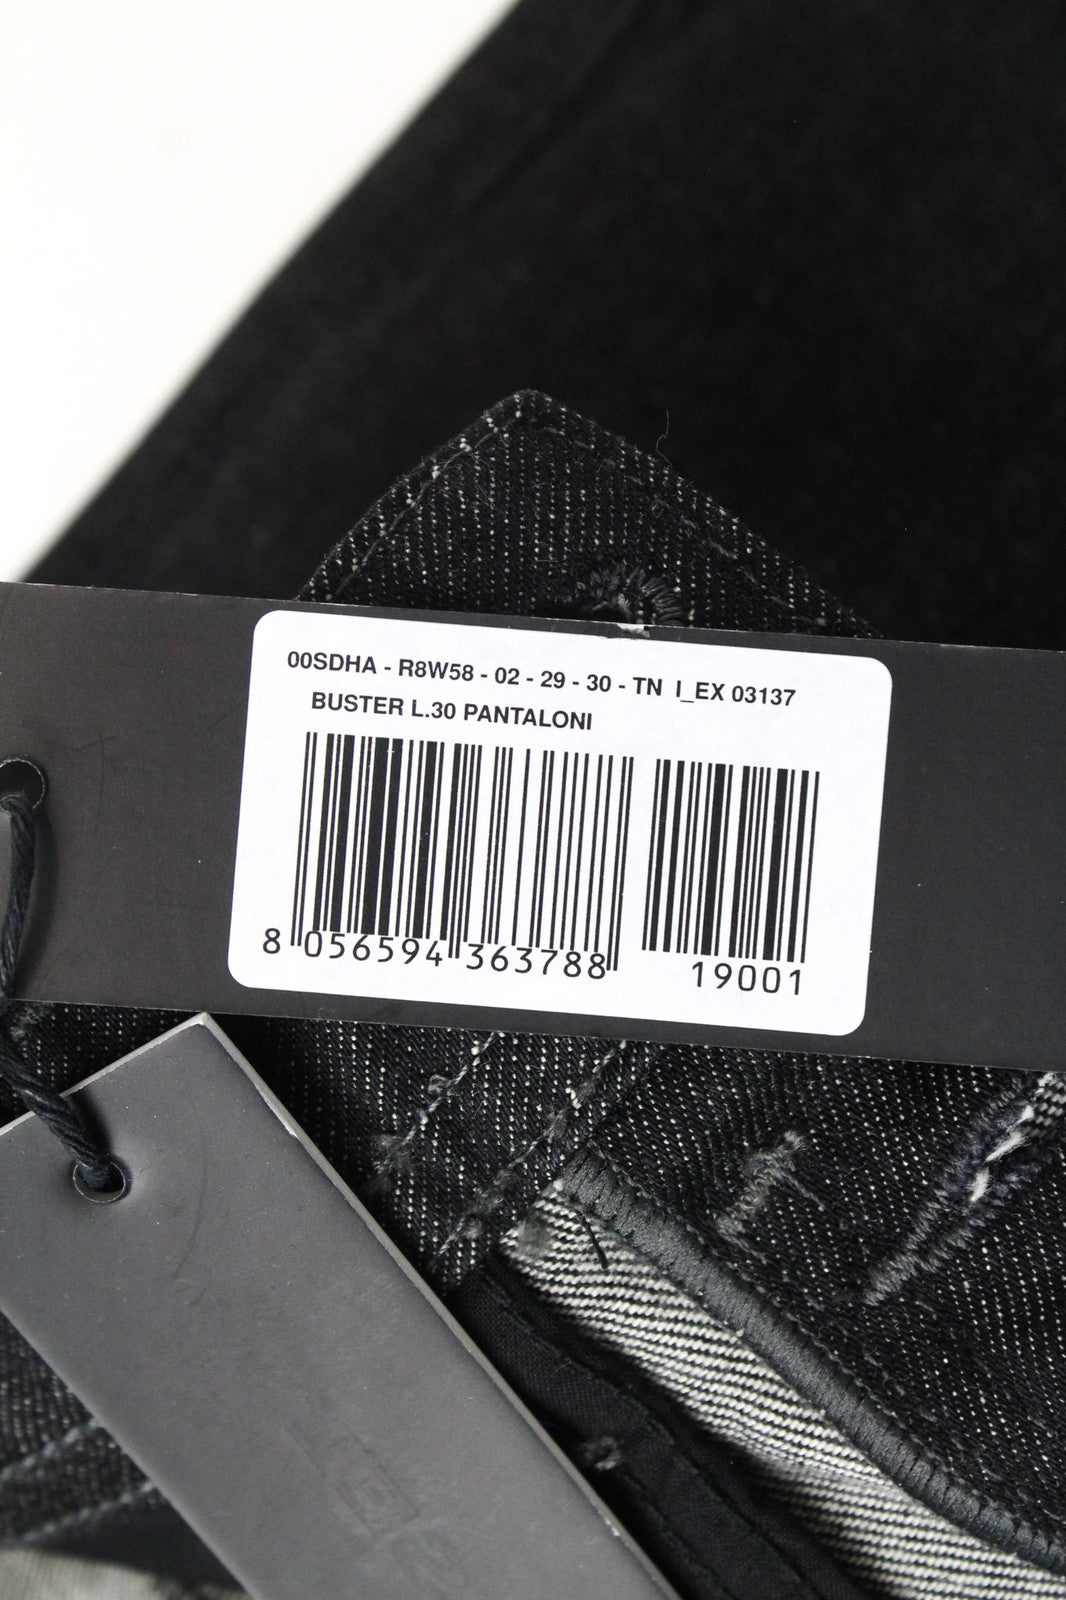 00SDHA - R8W58 - 02 - 29 - 30 - TN I_EX 03137
BUSTER L.30 PANTALONI
8 056594 363788 19001